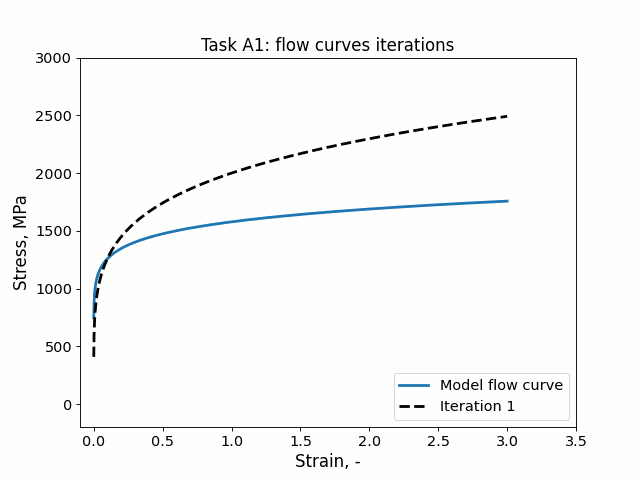 Task A1: flow curves iterations
Stress, MPa
3000
2500
2000
1500
1000
500
0
Model flow curve
Iteration 1
0.0 0.5 1.0 1.5 2.0 2.5 3.0 3.5
Strain, -